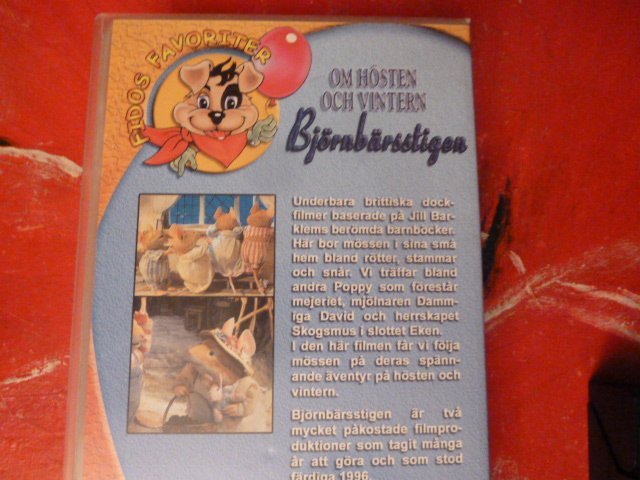 FIDOS FAVORITER
OM HÖSTEN
OCH VINTERN
Björnbärsstigen
Underbara brittiska dock-
filmer baserade på Jill Bar-
klems berömda barnböcker.
Här bor mössen i sina små
hem bland rötter, stammar
och snår. Vi träffar bland
andra Poppy som förestår
mejeriet, mjölnaren Damm-
iga David och herrskapet
Skogsmus i slottet Eken.
I den här filmen får vi följa
mössen på deras spänn-
ande äventyr på hösten och
vintern.
Björnbärsstigen är två
mycket påkostade filmpro-
duktioner som tagit många
år att göra och som stod
färdiga 1996.